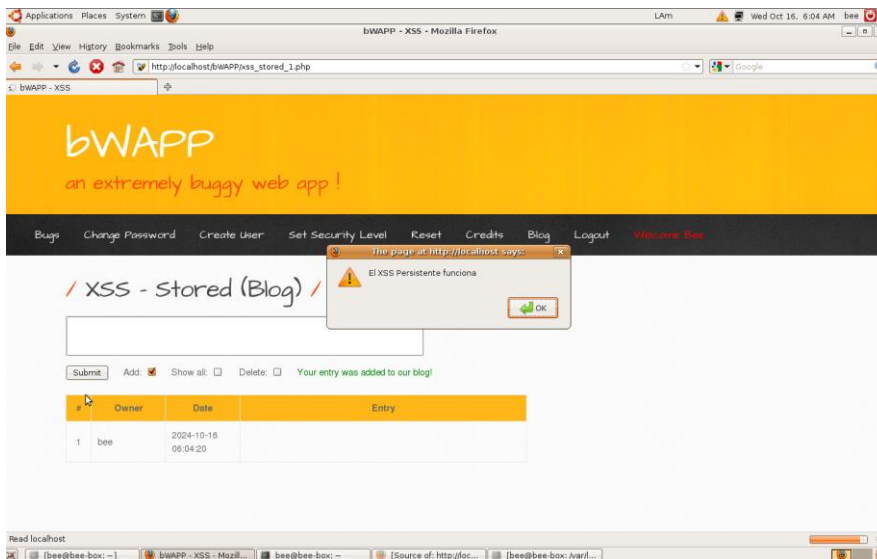 Applications Places System LAm Wed Oct 16, 6:04 AM bee
bWAPP - XSS - Mozilla Firefox
File Edit View History Bookmarks Tools Help
http://localhost/bWAPP/xss_stored_1.php Google
bWAPP - XSS
bWAPP
an extremely buggy web app !
Bugs Change Password Create User Set Security Level Reset Credits Blog Logout Welcome Bee
The page at http://localhost says:
El XSS Persistente funciona
OK
/ XSS - Stored (Blog) /
Submit Add: Show all: Delete: Your entry was added to our blog!
# Owner Date Entry
1 bee 2024-10-16
06:04:20
Read localhost
[bee@bee-box: ~] bWAPP - XSS - Mozill... bee@bee-box: ~ [Source of: http://loc... [bee@bee-box: /var/l...]